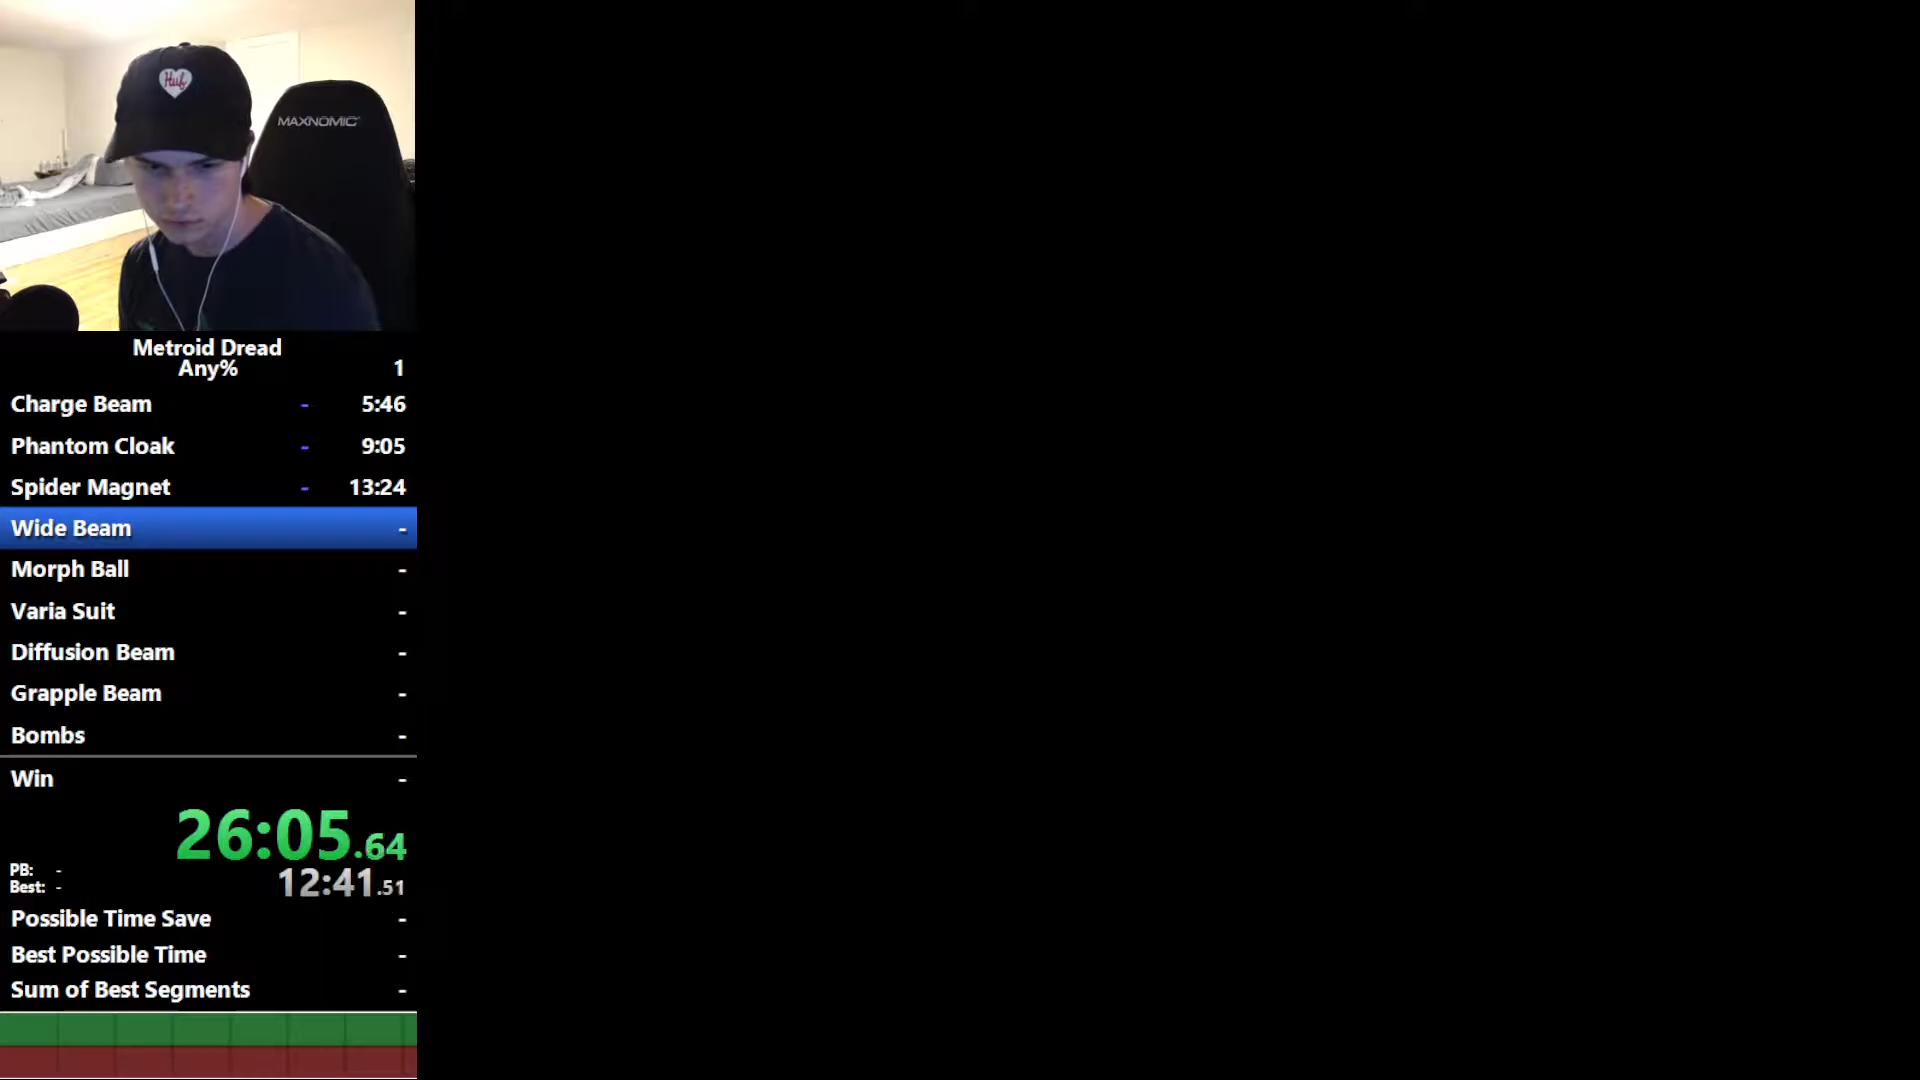 Huf
MAXNOMIC
Metroid Dread
Any% 1
Charge Beam - 5:46
Phantom Cloak - 9:05
Spider Magnet - 13:24
Wide Beam -
Morph Ball -
Varia Suit -
Diffusion Beam -
Grapple Beam -
Bombs -
Win -
26:05.64
PB: -
Best: -
12:41.51
Possible Time Save -
Best Possible Time -
Sum of Best Segments -